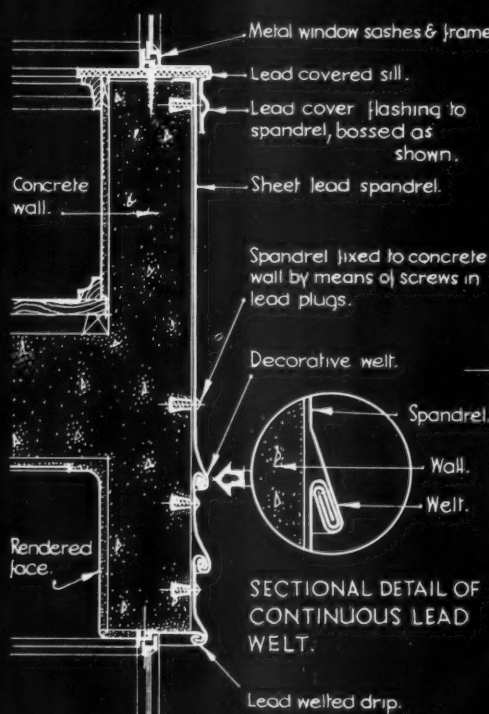 Metal window sashes & frame
Lead covered sill.
Lead cover flashing to
spandrel, bossed as
shown.
Concrete
wall.
Sheet lead spandrel.
Spandrel fixed to concrete
wall by means of screws in
lead plugs.
Decorative welt.
Spandrel.
Wall.
Welt.
Rendered
face.
SECTIONAL DETAIL OF
CONTINUOUS LEAD
WELT.
Lead welted drip.